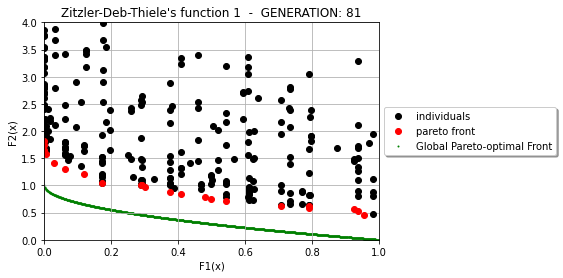 Zitzler-Deb-Thiele's function 1 - GENERATION: 81
4.0
3.5
3.0
2.5
2.0
1.5
1.0
0.5
0.0
F2(x)
0.0 0.2 0.4 0.6 0.8 1.0
F1(x)
individuals
pareto front
Global Pareto-optimal Front